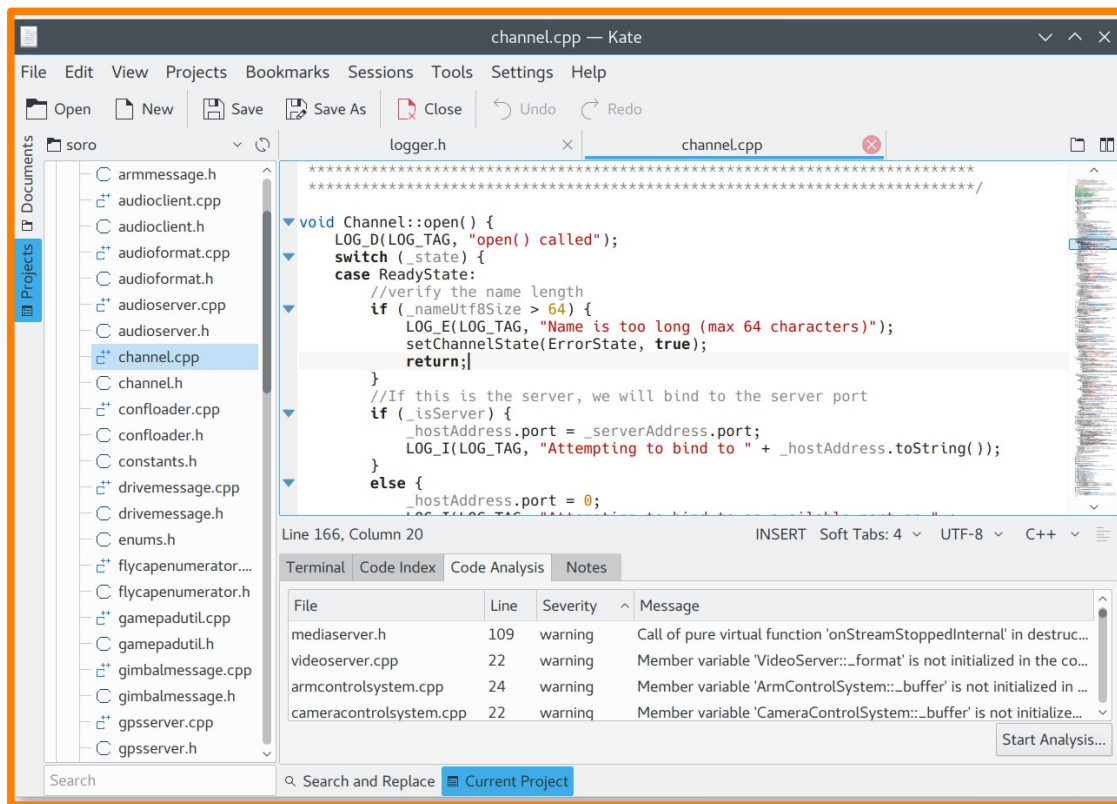 channel.cpp — Kate
File Edit View Projects Bookmarks Sessions Tools Settings Help
Open New Save Save As Close Undo Redo
Documents
Projects
soro
armmessage.h
audioclient.cpp
audioclient.h
audioformat.cpp
audioformat.h
audioserver.cpp
audioserver.h
channel.cpp
channel.h
confloader.cpp
confloader.h
constants.h
drivemessage.cpp
drivemessage.h
enums.h
flycapenumerator....
flycapenumerator.h
gamepadutil.cpp
gamepadutil.h
gimbalmessage.cpp
gimbalmessage.h
gpsserver.cpp
gpsserver.h
Search
logger.h channel.cpp
***************************************************************************
***************************************************************************/
void Channel::open() {
LOG_D(LOG_TAG, "open() called");
switch (_state) {
case ReadyState:
//verify the name length
if (_nameUtf8Size > 64) {
LOG_E(LOG_TAG, "Name is too long (max 64 characters)");
setChannelState(ErrorState, true);
return;
}
//If this is the server, we will bind to the server port
if (_isServer) {
_hostAddress.port = _serverAddress.port;
LOG_I(LOG_TAG, "Attempting to bind to " + _hostAddress.toString());
}
else {
_hostAddress.port = 0;
Line 166, Column 20 INSERT Soft Tabs: 4 UTF-8 C++
Terminal Code Index Code Analysis Notes
File Line Severity Message
mediaserver.h 109 warning Call of pure virtual function 'onStreamStoppedInternal' in destruc...
videoserver.cpp 22 warning Member variable 'VideoServer::_format' is not initialized in the co...
armcontrolsystem.cpp 24 warning Member variable 'ArmControlSystem::_buffer' is not initialized in ...
cameracontrolsystem.cpp 22 warning Member variable 'CameraControlSystem::_buffer' is not initialize...
Start Analysis...
Search and Replace Current Project